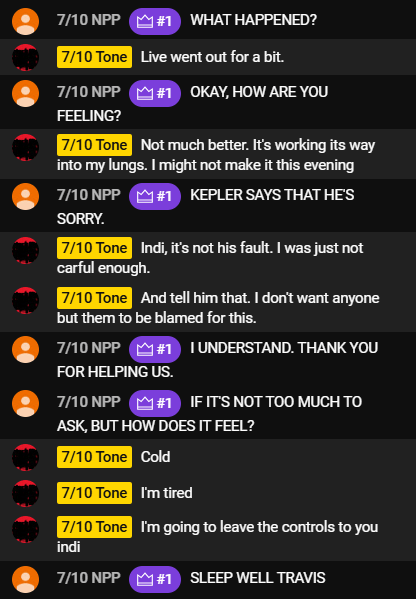 7/10 NPP #1 WHAT HAPPENED?
7/10 Tone Live went out for a bit.
7/10 NPP #1 OKAY, HOW ARE YOU
FEELING?
7/10 Tone Not much better. It's working its way
into my lungs. I might not make it this evening
7/10 NPP #1 KEPLER SAYS THAT HE'S
SORRY.
7/10 Tone Indi, it's not his fault. I was just not
carful enough.
7/10 Tone And tell him that. I don't want anyone
but them to be blamed for this.
7/10 NPP #1 I UNDERSTAND. THANK YOU
FOR HELPING US.
7/10 NPP #1 IF IT'S NOT TOO MUCH TO
ASK, BUT HOW DOES IT FEEL?
7/10 Tone Cold
7/10 Tone I'm tired
7/10 Tone I'm going to leave the controls to you
indi
7/10 NPP #1 SLEEP WELL TRAVIS